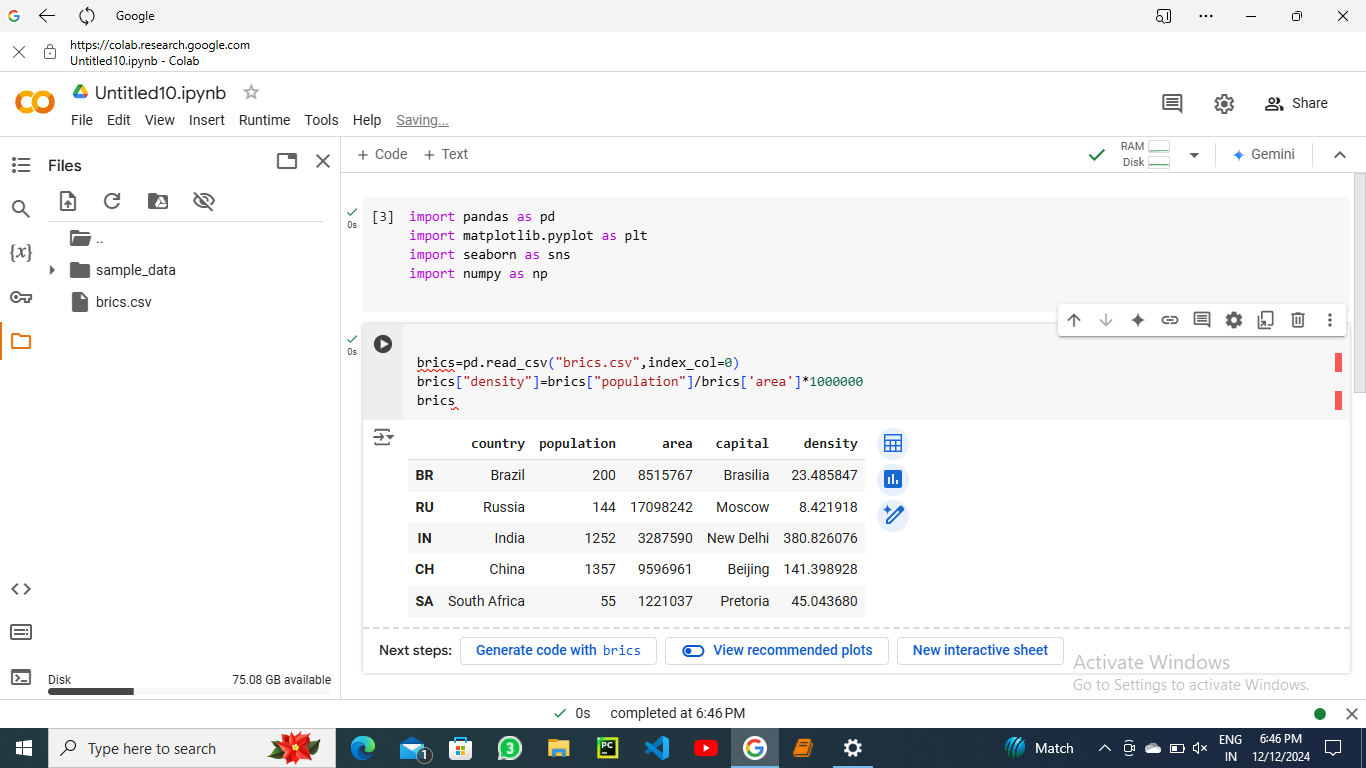 Google
https://colab.research.google.com
Untitled10.ipynb - Colab
Untitled10.ipynb
File Edit View Insert Runtime Tools Help Saving...
Share
Files
+ Code + Text
RAM
Disk
Gemini
..
sample_data
brics.csv
0s
[3] import pandas as pd
import matplotlib.pyplot as plt
import seaborn as sns
import numpy as np
0s
brics=pd.read_csv("brics.csv",index_col=0)
brics["density"]=brics["population"]/brics['area']*1000000
brics
country population area capital density
BR Brazil 200 8515767 Brasilia 23.485847
RU Russia 144 17098242 Moscow 8.421918
IN India 1252 3287590 New Delhi 380.826076
CH China 1357 9596961 Beijing 141.398928
SA South Africa 55 1221037 Pretoria 45.043680
Next steps: Generate code with brics View recommended plots New interactive sheet
Activate Windows
Go to Settings to activate Windows.
Disk 75.08 GB available
0s completed at 6:46 PM
Type here to search
1
3
PC
Match
ENG
IN
6:46 PM
12/12/2024